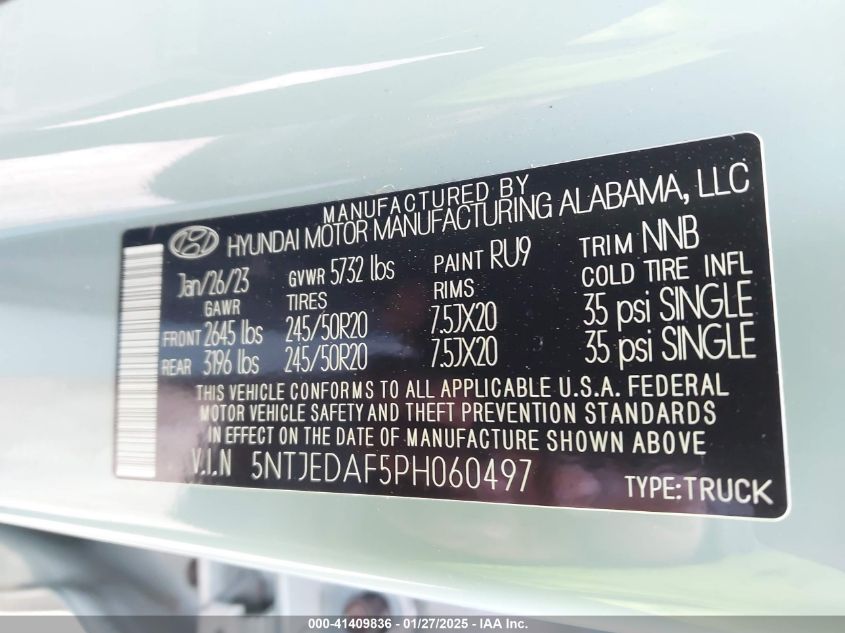 MANUFACTURED BY
HYUNDAI MOTOR MANUFACTURING ALABAMA, LLC
Jan/26/23 GVWR 5732 lbs PAINT RU9 TRIM NNB
GAWR TIRES RIMS COLD TIRE INFL
FRONT 2645 lbs 245/50R20 7.5JX20 35 psi SINGLE
REAR 3196 lbs 245/50R20 7.5JX20 35 psi SINGLE
THIS VEHICLE CONFORMS TO ALL APPLICABLE U.S.A. FEDERAL
MOTOR VEHICLE SAFETY AND THEFT PREVENTION STANDARDS
IN EFFECT ON THE DATE OF MANUFACTURE SHOWN ABOVE.
V.I.N 5NTJEDAF5PH060497 TYPE:TRUCK
000-41409836 - 01/27/2025 - IAA Inc.